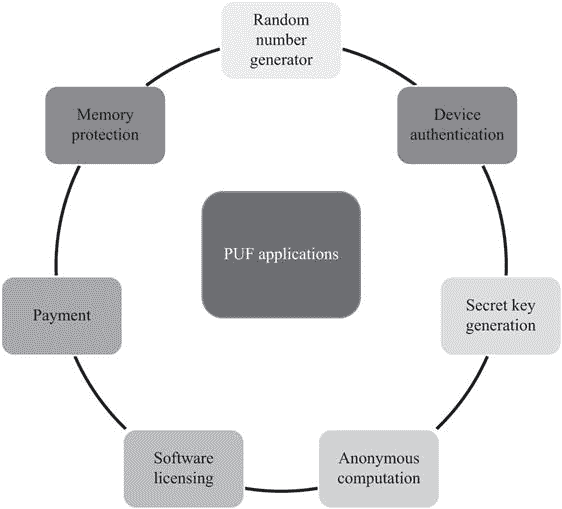 Random
number
generator
Memory
protection
Device
authentication
PUF applications
Payment
Secret key
generation
Software
licensing
Anonymous
computation